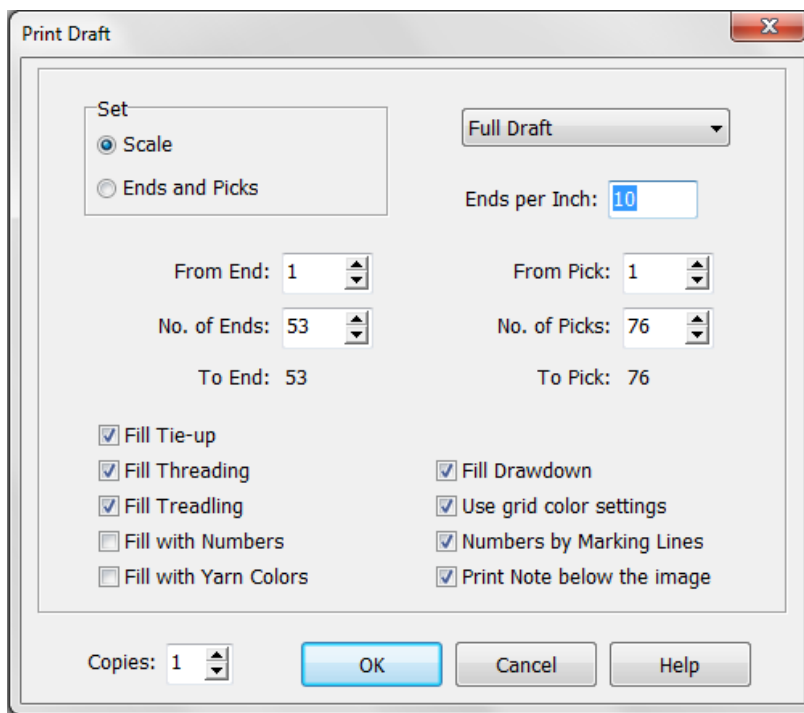 Print Draft
Set
Scale
Ends and Picks
Full Draft
Ends per Inch: 10
From End: 1
From Pick: 1
No. of Ends: 53
No. of Picks: 76
To End: 53
To Pick: 76
Fill Tie-up
Fill Threading
Fill Drawdown
Fill Treadling
Use grid color settings
Fill with Numbers
Numbers by Marking Lines
Fill with Yarn Colors
Print Note below the image
Copies: 1
OK
Cancel
Help